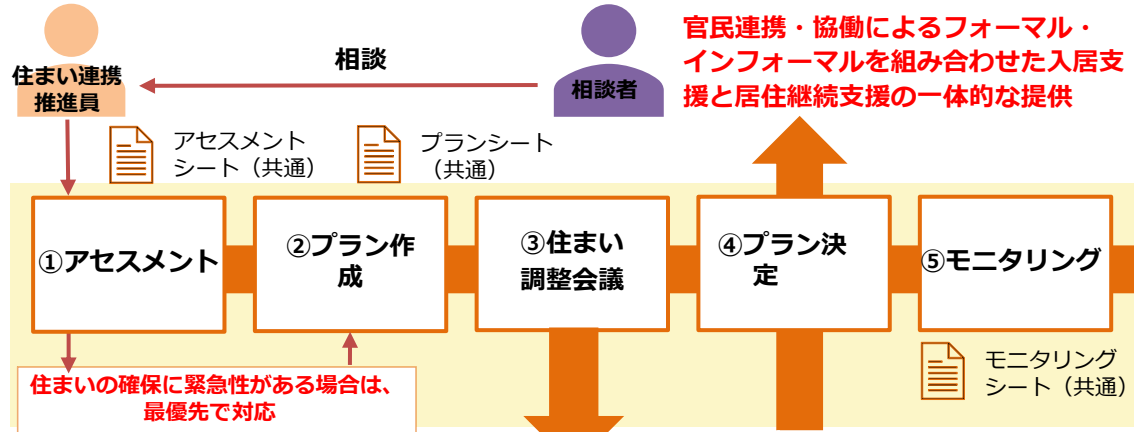 住まい連携
推進員
相談
相談者
官民連携・協働によるフォーマル・
インフォーマルを組み合わせた入居支
援と居住継続支援の一体的な提供
アセスメント
シート（共通）
プランシート
（共通）
①アセスメント
②プラン作
成
③住まい
調整会議
④プラン決
定
⑤モニタリング
住まいの確保に緊急性がある場合は、
最優先で対応
モニタリング
シート（共通）